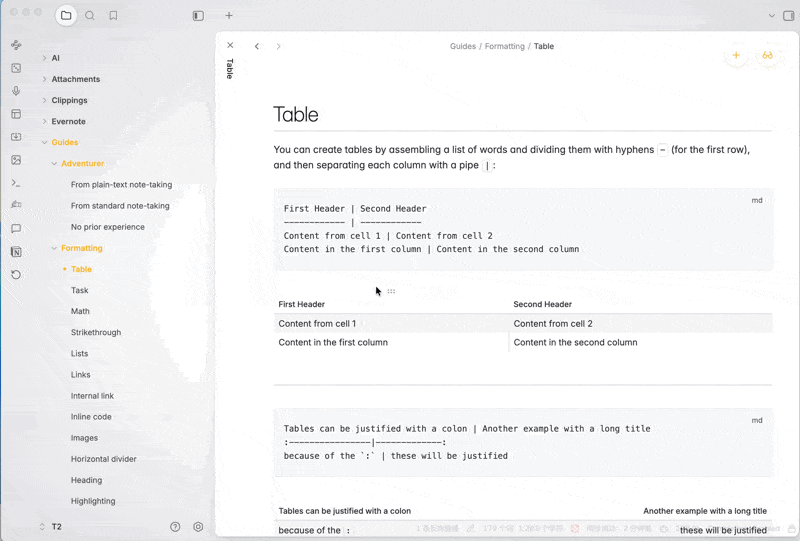 Guides / Formatting / Table
Table
AI
Attachments
Clippings
Evernote
Guides
Adventurer
From plain-text note-taking
From standard note-taking
No prior experience
Formatting
Table
Task
Math
Strikethrough
Lists
Links
Internal link
Inline code
Images
Horizontal divider
Heading
Highlighting
T2
Table
You can create tables by assembling a list of words and dividing them with hyphens - (for the first row),
and then separating each column with a pipe | :
md
First Header | Second Header
------------ | ------------
Content from cell 1 | Content from cell 2
Content in the first column | Content in the second column
First Header Second Header
Content from cell 1 Content from cell 2
Content in the first column Content in the second column
md
Tables can be justified with a colon | Another example with a long title
:----------------|-------------:
because of the `:` | these will be justified
Tables can be justified with a colon Another example with a long title
because of the : these will be justified